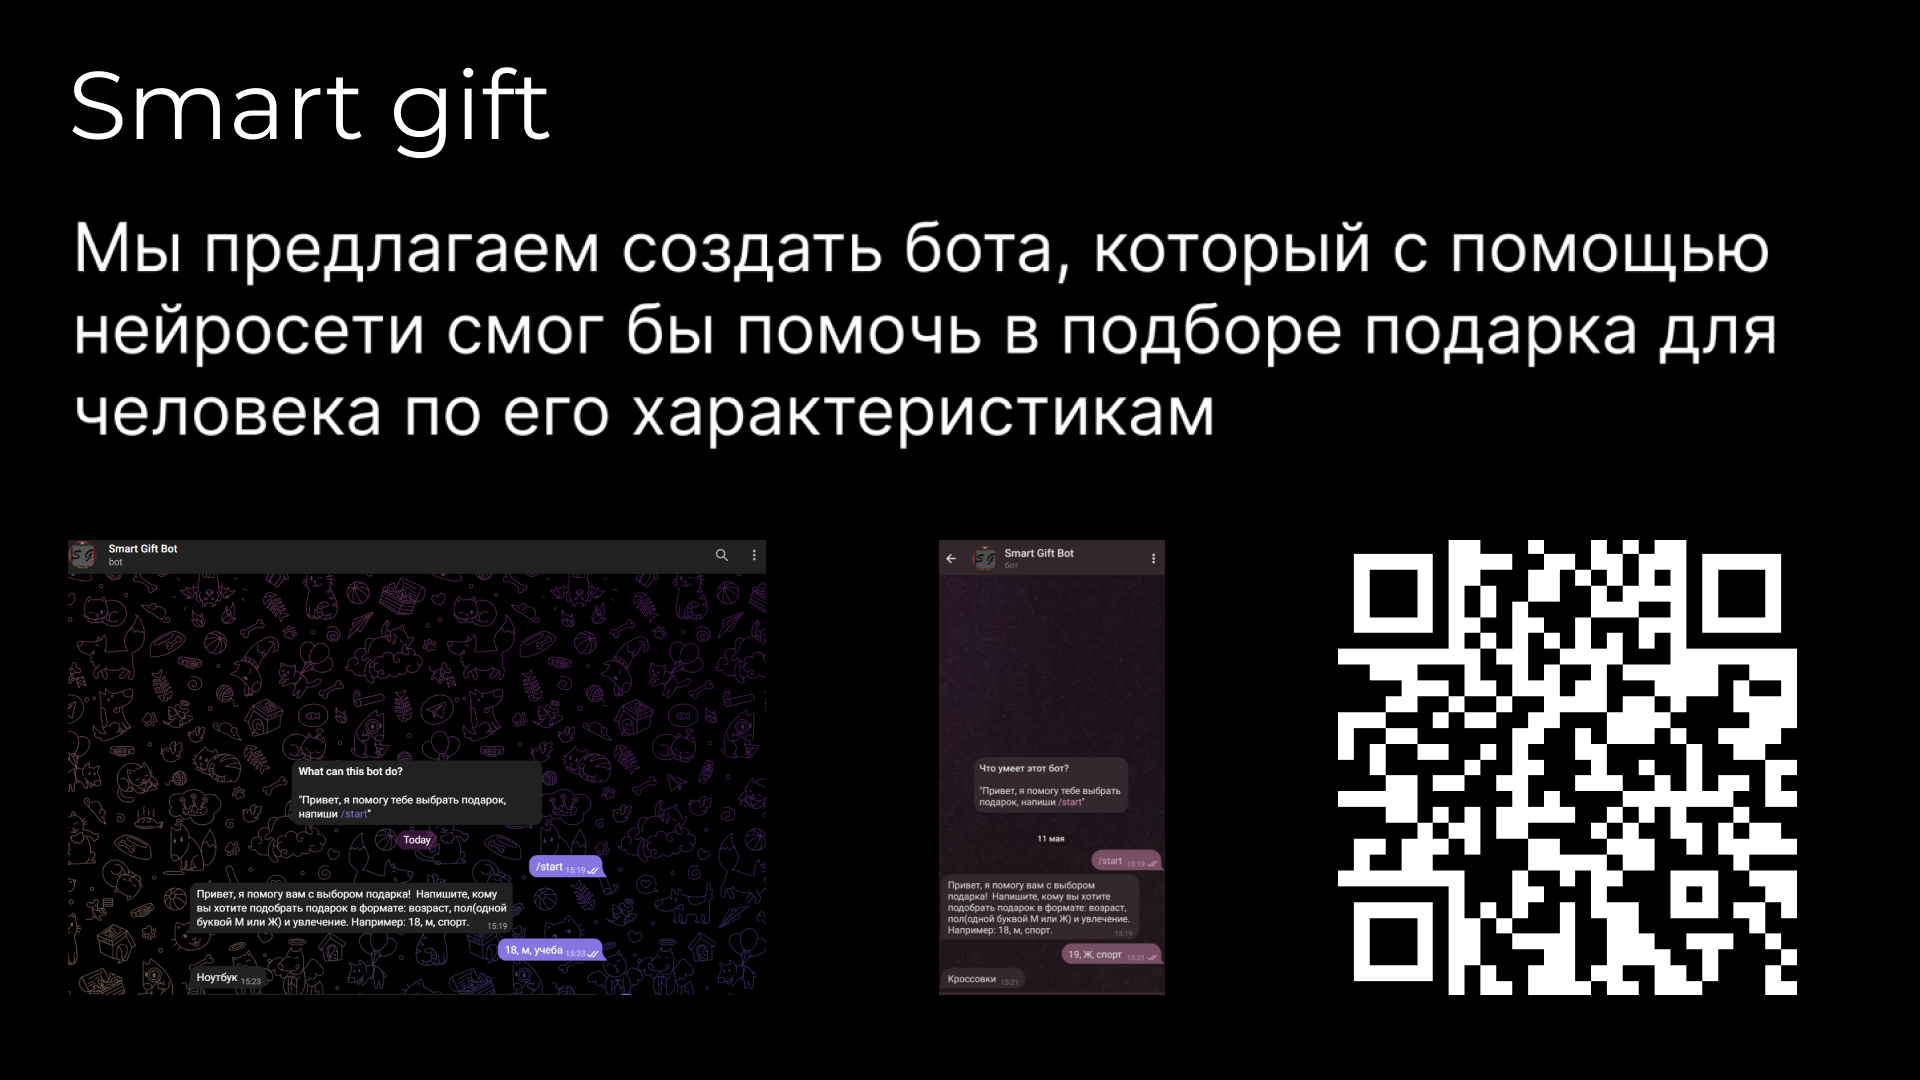 Smart gift
Мы предлагаем создать бота, который с помощью
нейросети смог бы помочь в подборе подарка для
человека по его характеристикам
S G
Smart Gift Bot
bot
What can this bot do?
"Привет, я помогу тебе выбрать подарок,
напиши /start"
Today
/start 15:19
Привет, я помогу вам с выбором подарка! Напишите, кому
вы хотите подобрать подарок в формате: возраст, пол(одной
буквой М или Ж) и увлечение. Например: 18, м, спорт.
15:19
18, м, учеба 15:23
Ноутбук 15:23
S G
Smart Gift Bot
бот
Что умеет этот бот?
"Привет, я помогу тебе выбрать
подарок, напиши /start"
11 мая
/start 15:19
Привет, я помогу вам с выбором
подарка! Напишите, кому вы хотите
подобрать подарок в формате: возраст,
пол(одной буквой М или Ж) и увлечение.
Например: 18, м, спорт.
15:19
19, Ж, спорт 15:21
Кроссовки 15:21